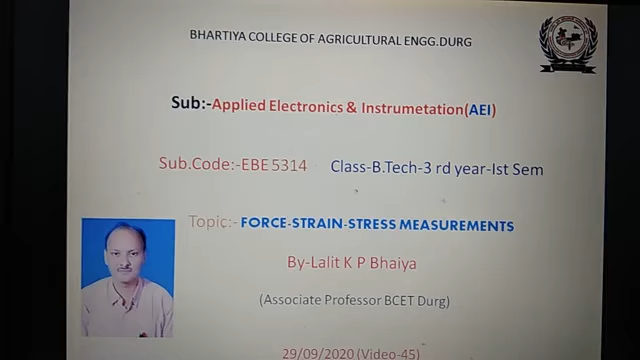 BHARTIYA COLLEGE OF AGRICULTURAL ENGG.DURG
Sub:-Applied Electronics & Instrumetation(AEI)
Sub.Code:-EBE 5314 Class-B.Tech-3 rd year-Ist Sem
Topic:- FORCE-STRAIN-STRESS MEASUREMENTS
By-Lalit K P Bhaiya
(Associate Professor BCET Durg)
29/09/2020 (Video-45)